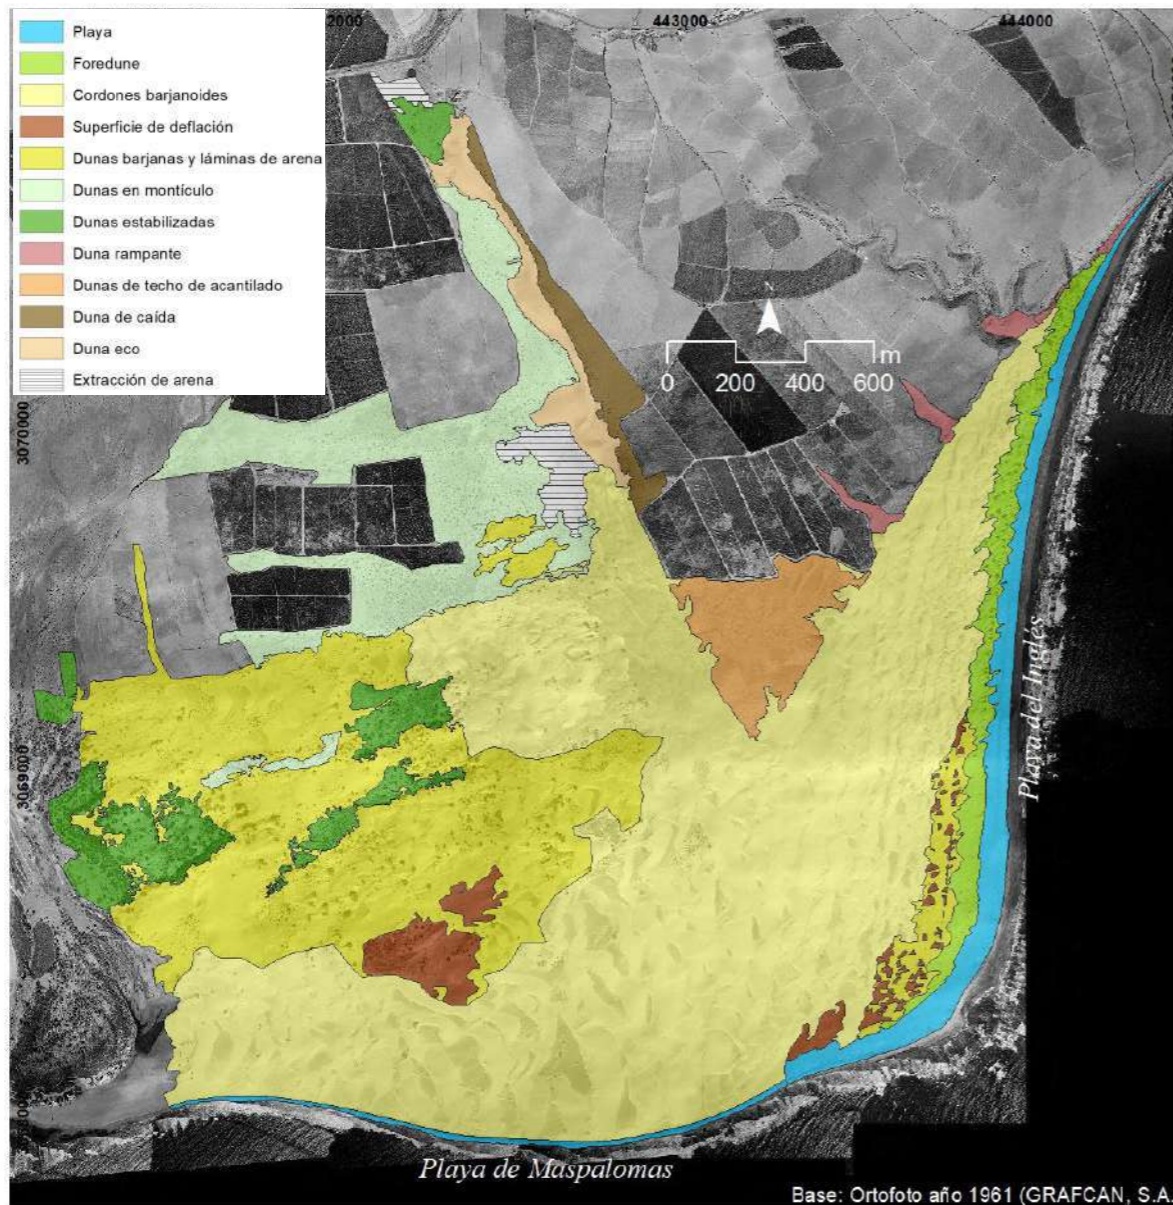 Playa
Foredune
Cordones barjanoides
Superficie de deflación
Dunas barjanas y láminas de arena
Dunas en montículo
Dunas estabilizadas
Duna rampante
Dunas de techo de acantilado
Duna de caída
Duna eco
Extracción de arena
2000
443000
444000
N
m
0 200 400 600
3070000
3069000
Playa del Inglés
Playa de Maspalomas
Base: Ortofoto año 1961 (GRAFCAN, S.A.